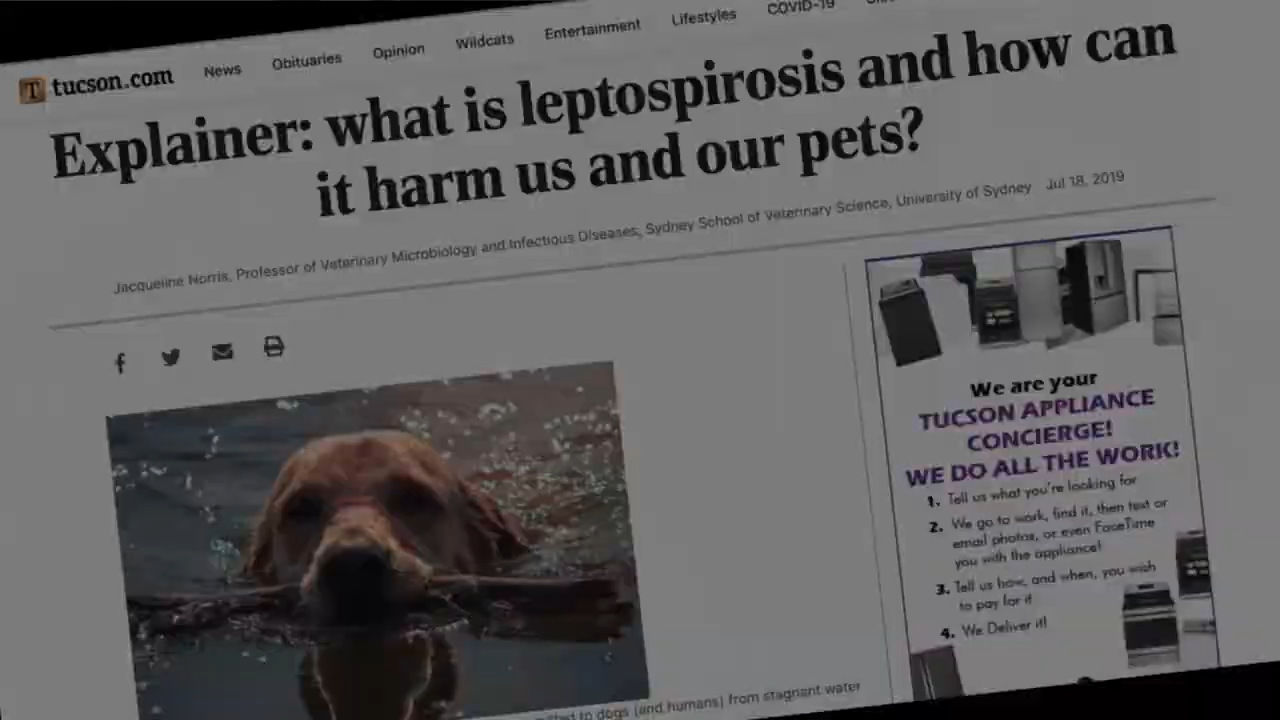 T tucson.com News Obituaries Opinion Wildcats Entertainment Lifestyles COVID-19
Explainer: what is leptospirosis and how can
it harm us and our pets?
Jacqueline Norris, Professor of Veterinary Microbiology and Infectious Diseases, Sydney School of Veterinary Science, University of Sydney Jul 18, 2019
We are your
TUCSON APPLIANCE
CONCIERGE!
WE DO ALL THE WORK!
1. Tell us what you're looking for
2. We go to work, find it, then text or
email photos, or even FaceTime
you with the appliance!
3. Tell us how, and when, you wish
to pay for it
4. We Deliver it!
to dogs (and humans) from stagnant water